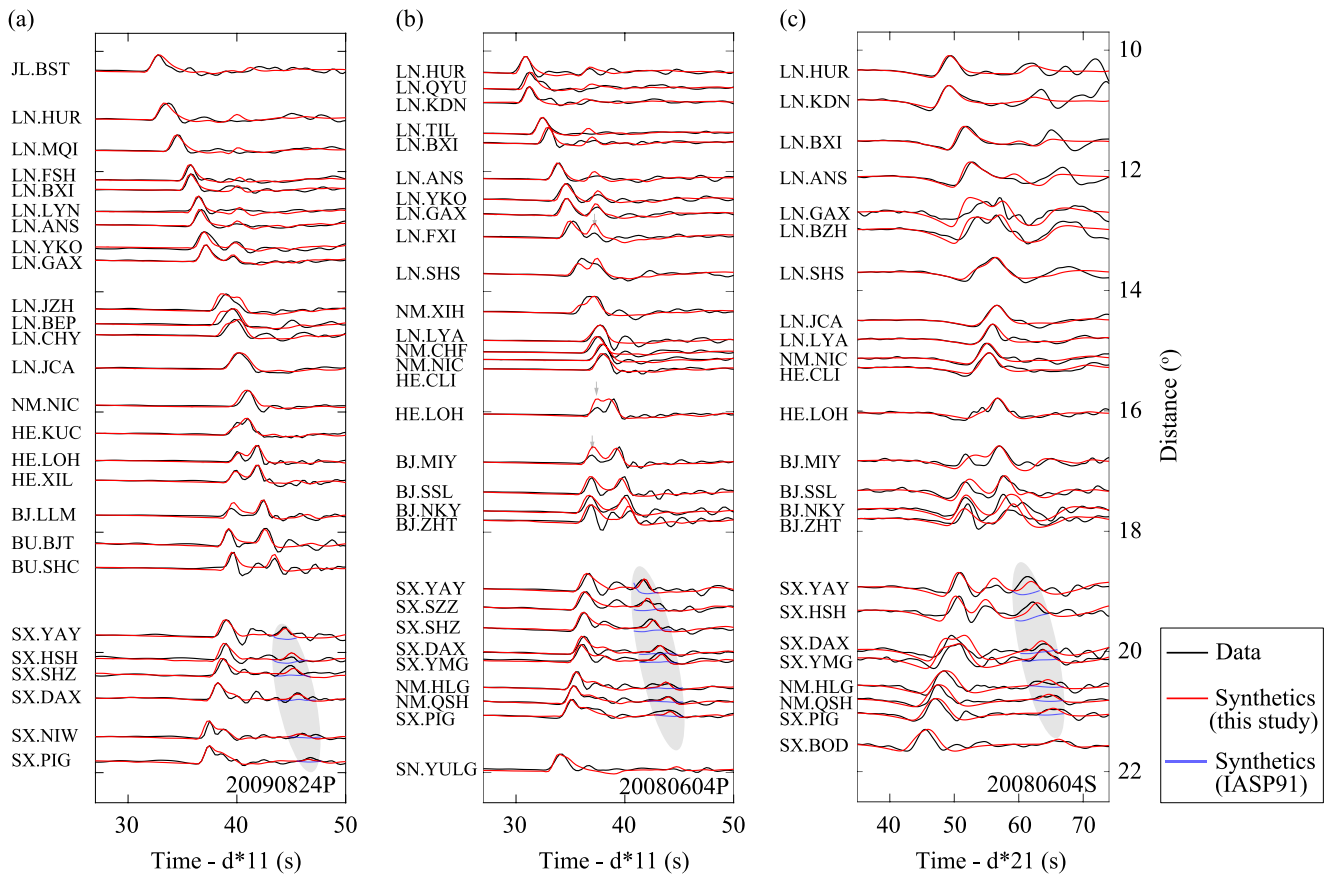 (a)
JL.BST
LN.HUR
LN.MQI
LN.FSH
LN.BXI
LN.LYN
LN.ANS
LN.YKO
LN.GAX
LN.JZH
LN.BEP
LN.CHY
LN.JCA
NM.NIC
HE.KUC
HE.LOH
HE.XIL
BJ.LLM
BU.BJT
BU.SHC
SX.YAY
SX.HSH
SX.SHZ
SX.DAX
SX.NIW
SX.PIG
20090824P
30 40 50
Time - d*11 (s)
(b)
LN.HUR
LN.QYU
LN.KDN
LN.TIL
LN.BXI
LN.ANS
LN.YKO
LN.GAX
LN.FXI
LN.SHS
NM.XIH
LN.LYA
NM.CHF
NM.NIC
HE.CLI
HE.LOH
BJ.MIY
BJ.SSL
BJ.NKY
BJ.ZHT
SX.YAY
SX.SZZ
SX.SHZ
SX.DAX
SX.YMG
NM.HLG
NM.QSH
SX.PIG
SN.YULG
20080604P
30 40 50
Time - d*11 (s)
(c)
LN.HUR
LN.KDN
LN.BXI
LN.ANS
LN.GAX
LN.BZH
LN.SHS
LN.JCA
LN.LYA
NM.NIC
HE.CLI
HE.LOH
BJ.MIY
BJ.SSL
BJ.NKY
BJ.ZHT
SX.YAY
SX.HSH
SX.DAX
SX.YMG
NM.HLG
NM.QSH
SX.PIG
SX.BOD
20080604S
40 50 60 70
Time - d*21 (s)
10
12
14
16
18
20
22
Distance (°)
Data
Synthetics
(this study)
Synthetics
(IASP91)